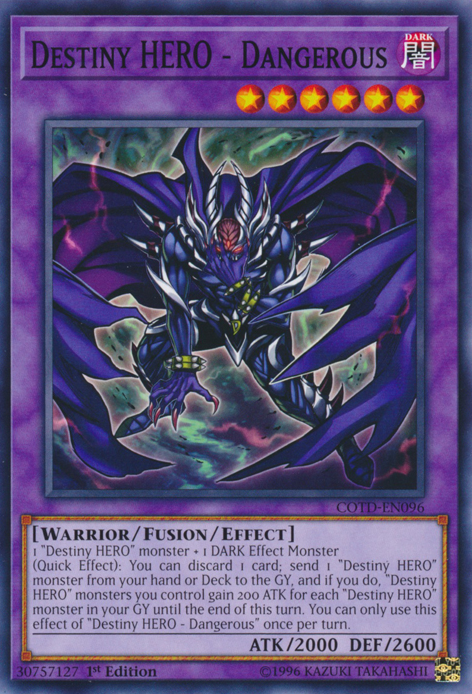 DESTINY HERO - DANGEROUS
DARK
闇
COTD-EN096
[WARRIOR/FUSION/EFFECT]
1 "Destiny HERO" monster + 1 DARK Effect Monster
(Quick Effect): You can discard 1 card; send 1 "Destiny HERO"
monster from your hand or Deck to the GY, and if you do, "Destiny
HERO" monsters you control gain 200 ATK for each "Destiny HERO"
monster in your GY until the end of this turn. You can only use this
effect of "Destiny HERO - Dangerous" once per turn.
ATK/2000 DEF/2600
30757127 1st Edition ©1996 KAZUKI TAKAHASHI